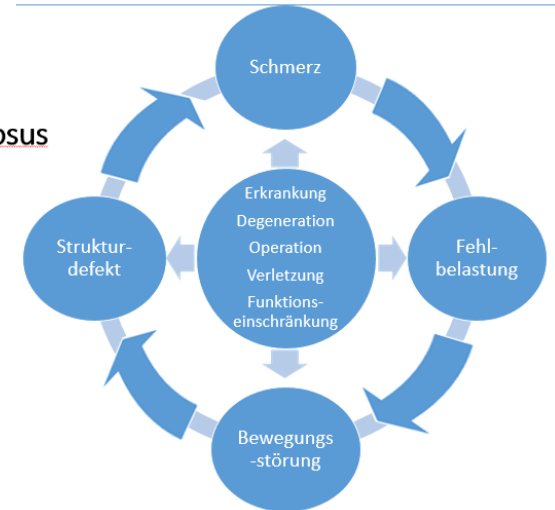 Schmerz
osus
Erkrankung
Degeneration
Operation
Verletzung
Funktions-
einschränkung
Struktur-
defekt
Fehl-
belastung
Bewegungs
-störung